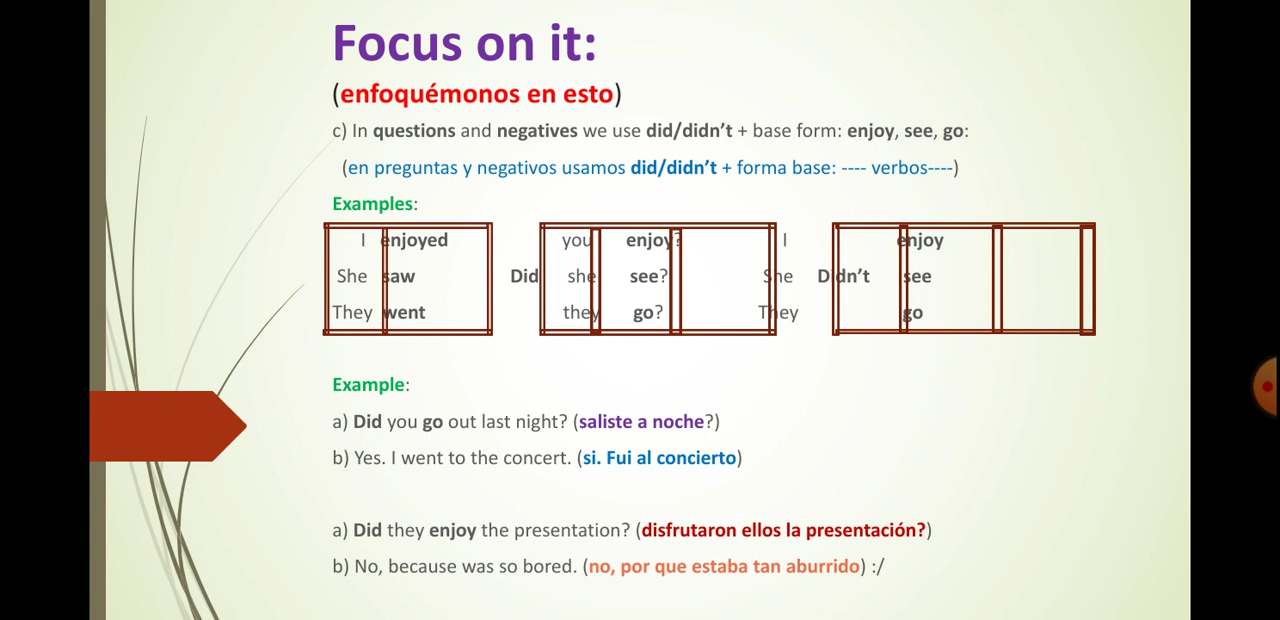 Focus on it:
(enfoquémonos en esto)
c) In questions and negatives we use did/didn't + base form: enjoy, see, go:
(en preguntas y negativos usamos did/didn't + forma base: ---- verbos----)
Examples:
I enjoyed you enjoy? I enjoy
She saw Did she see? She Didn't see
They went they go? They go
Example:
a) Did you go out last night? (saliste a noche?)
b) Yes. I went to the concert. (si. Fui al concierto)
a) Did they enjoy the presentation? (disfrutaron ellos la presentación?)
b) No, because was so bored. (no, por que estaba tan aburrido) :/